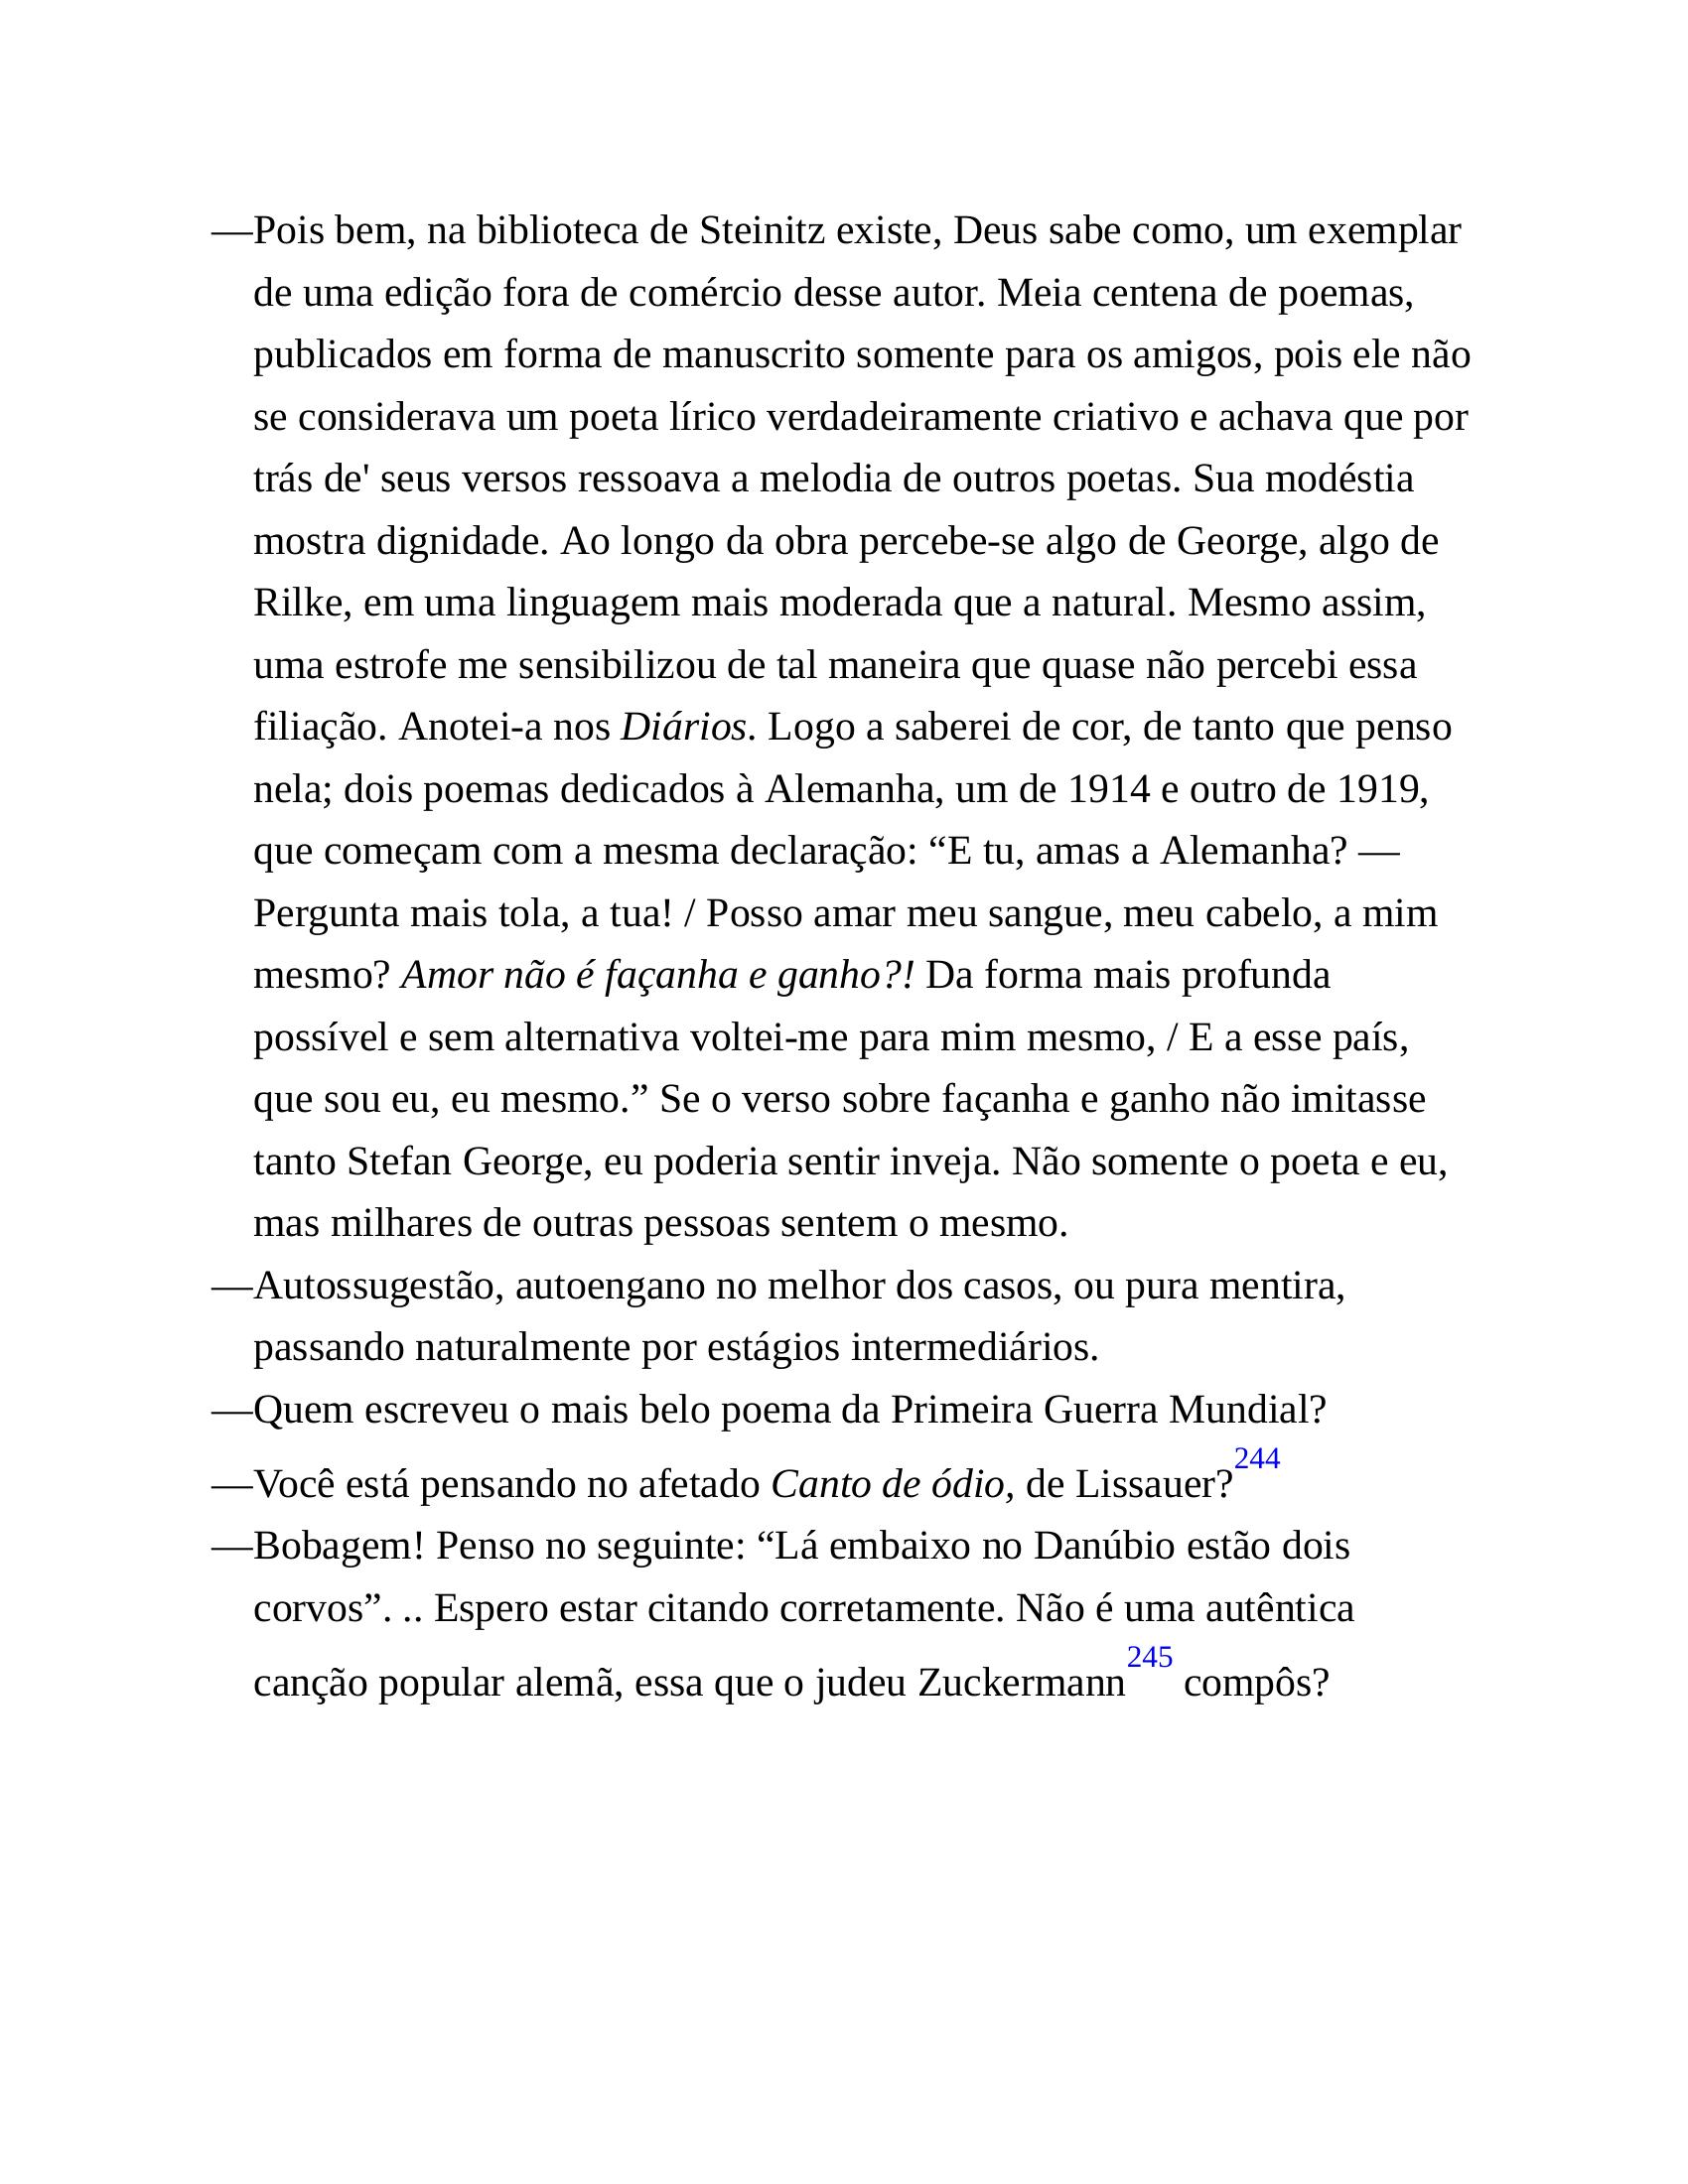 —Pois bem, na biblioteca de Steinitz existe, Deus sabe como, um exemplar
de uma edição fora de comércio desse autor. Meia centena de poemas,
publicados em forma de manuscrito somente para os amigos, pois ele não
se considerava um poeta lírico verdadeiramente criativo e achava que por
trás de' seus versos ressoava a melodia de outros poetas. Sua modéstia
mostra dignidade. Ao longo da obra percebe-se algo de George, algo de
Rilke, em uma linguagem mais moderada que a natural. Mesmo assim,
uma estrofe me sensibilizou de tal maneira que quase não percebi essa
filiação. Anotei-a nos Diários. Logo a saberei de cor, de tanto que penso
nela; dois poemas dedicados à Alemanha, um de 1914 e outro de 1919,
que começam com a mesma declaração: “E tu, amas a Alemanha? —
Pergunta mais tola, a tua! / Posso amar meu sangue, meu cabelo, a mim
mesmo? Amor não é façanha e ganho?! Da forma mais profunda
possível e sem alternativa voltei-me para mim mesmo, / E a esse país,
que sou eu, eu mesmo.” Se o verso sobre façanha e ganho não imitasse
tanto Stefan George, eu poderia sentir inveja. Não somente o poeta e eu,
mas milhares de outras pessoas sentem o mesmo.
—Autossugestão, autoengano no melhor dos casos, ou pura mentira,
passando naturalmente por estágios intermediários.
—Quem escreveu o mais belo poema da Primeira Guerra Mundial?
—Você está pensando no afetado Canto de ódio, de Lissauer?244
—Bobagem! Penso no seguinte: “Lá embaixo no Danúbio estão dois
corvos”. .. Espero estar citando corretamente. Não é uma autêntica
canção popular alemã, essa que o judeu Zuckermann245 compôs?